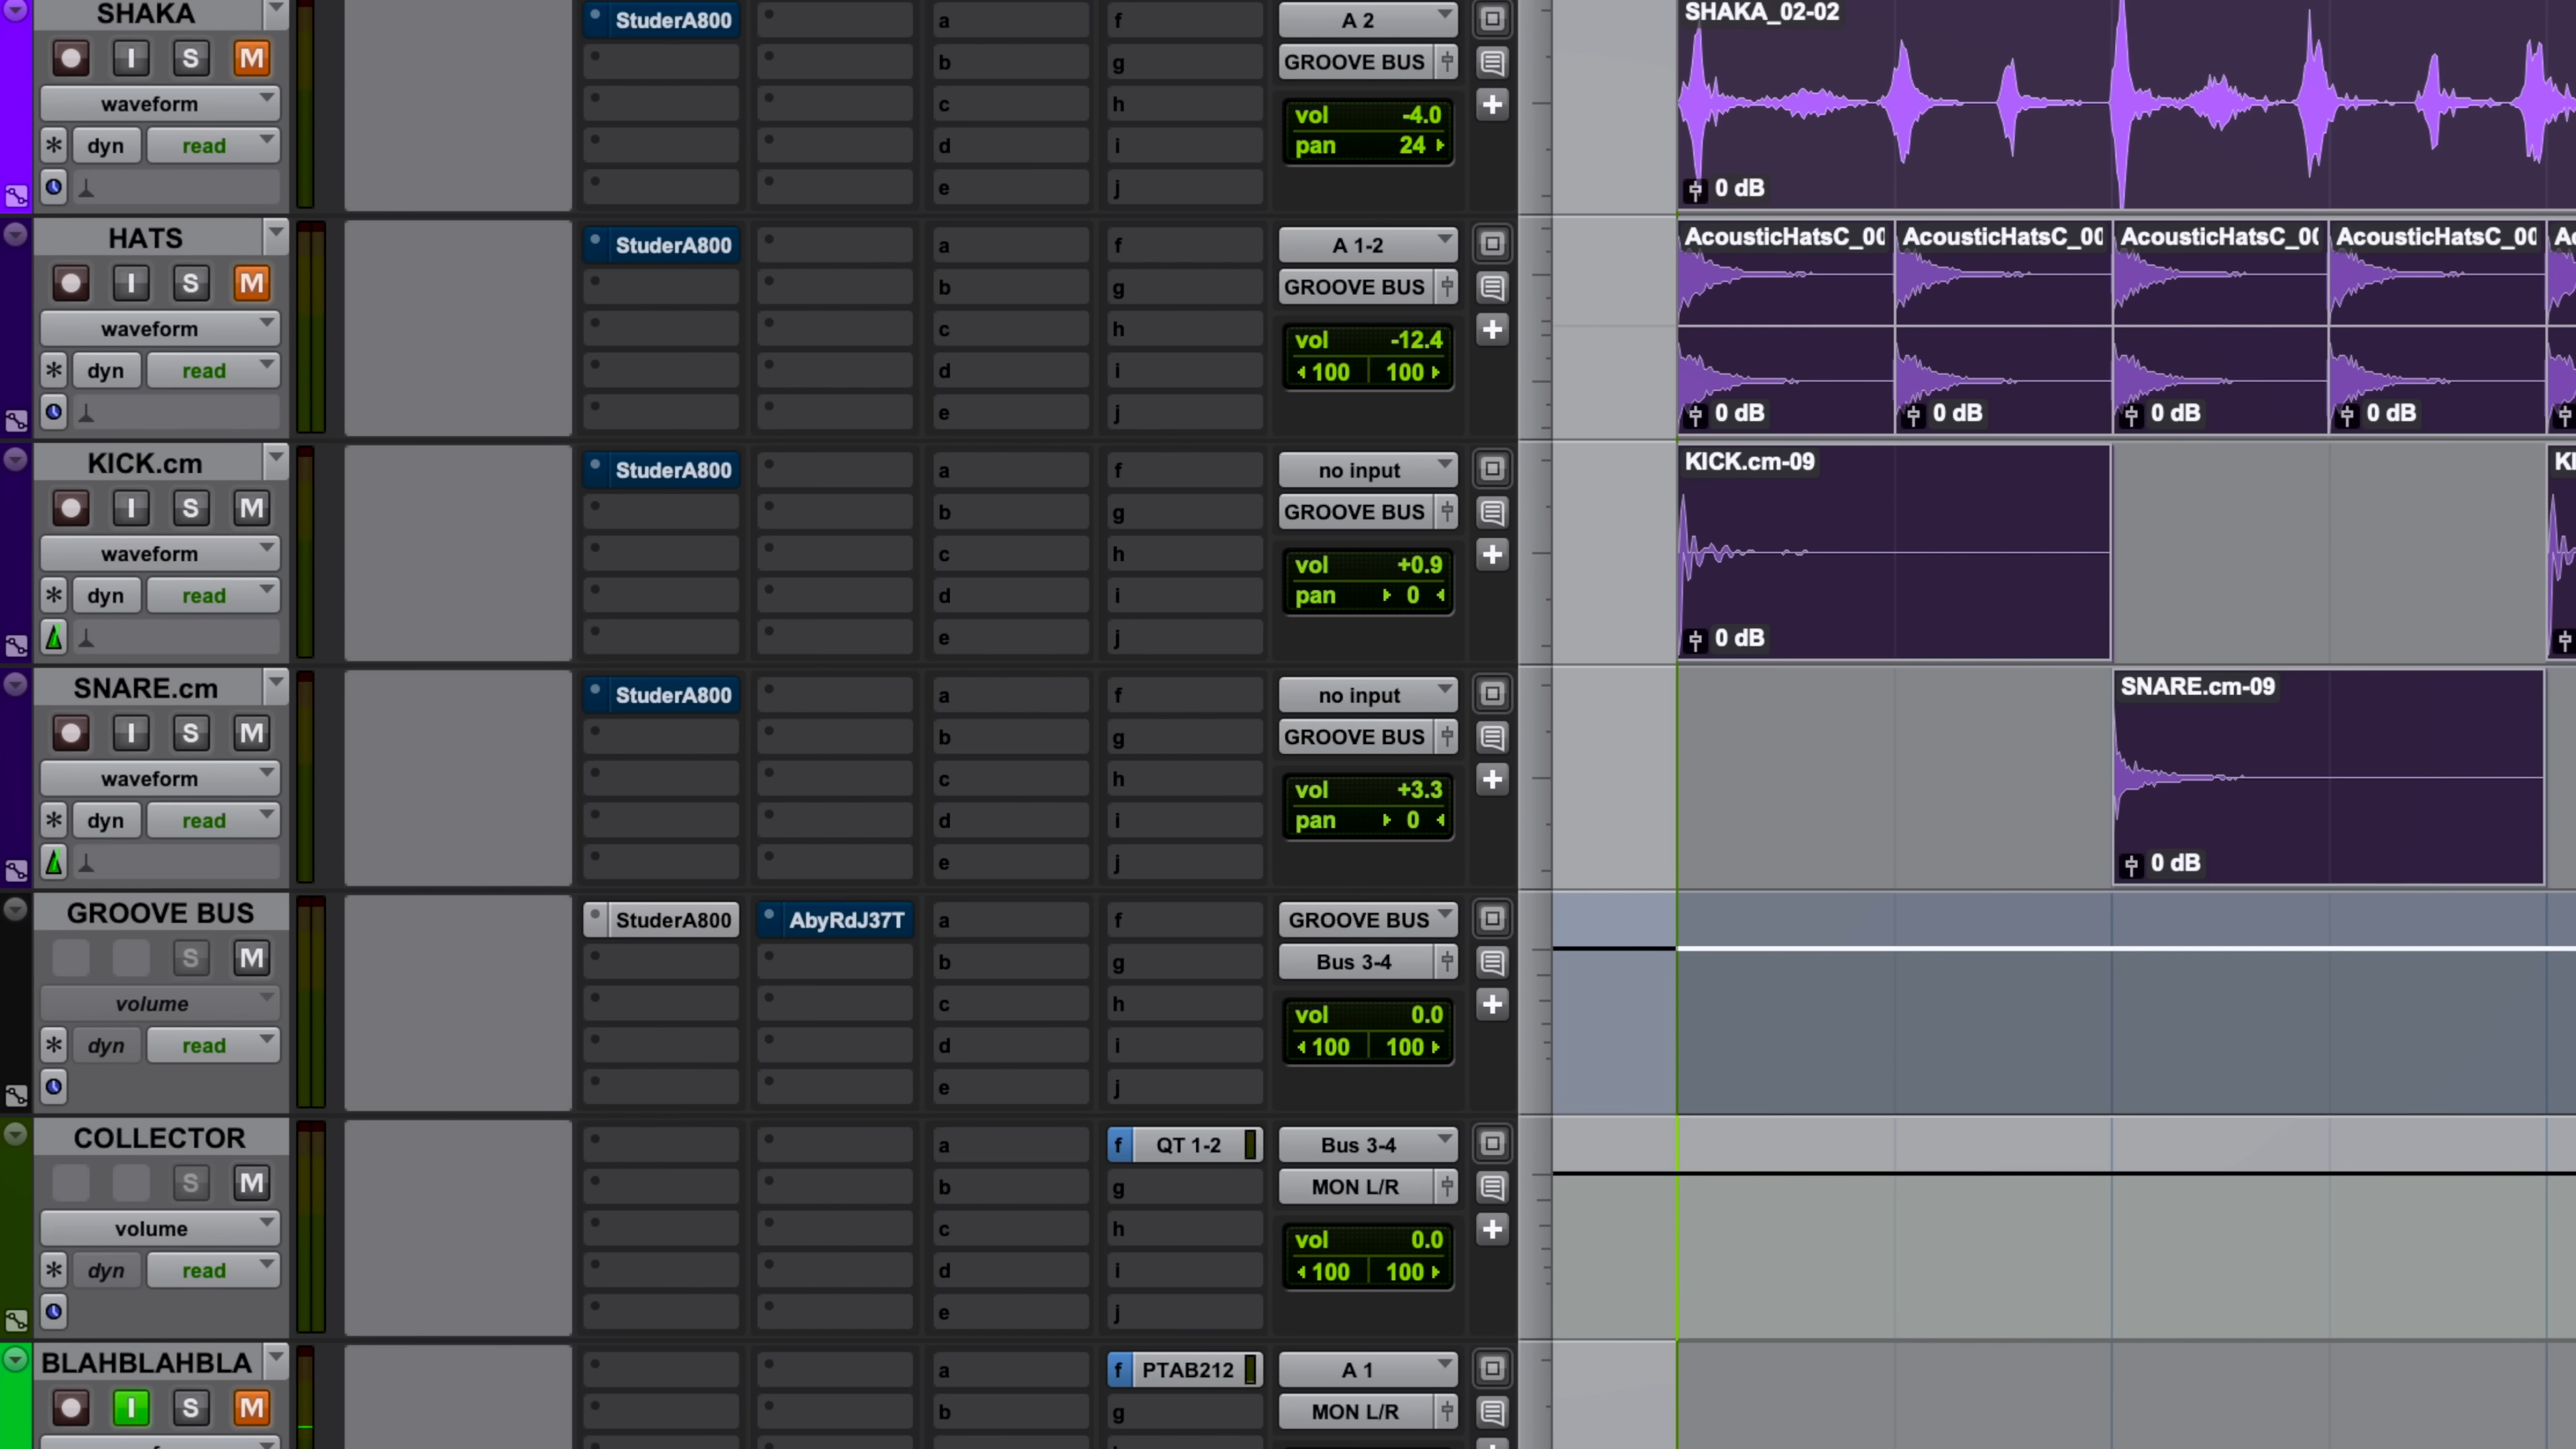 SHAKA
StuderA800
a
f
A 2
SHAKA_02-02
I S M
b
g
GROOVE BUS
waveform
c
h
vol -4.0
dyn read
d
i
pan 24
e
j
0 dB
HATS
StuderA800
a
f
A 1-2
AcousticHatsC_00 AcousticHatsC_00 AcousticHatsC_00 AcousticHatsC_00
I S M
b
g
GROOVE BUS
waveform
c
h
vol -12.4
dyn read
d
i
100 100
e
j
0 dB 0 dB 0 dB 0 dB
KICK.cm
StuderA800
a
f
no input
KICK.cm-09
KI
I S M
b
g
GROOVE BUS
waveform
c
h
vol +0.9
dyn read
d
i
pan 0
e
j
0 dB
SNARE.cm
StuderA800
a
f
no input
SNARE.cm-09
I S M
b
g
GROOVE BUS
waveform
c
h
vol +3.3
dyn read
d
i
pan 0
e
j
0 dB
GROOVE BUS
StuderA800
AbyRdJ37T
a
f
GROOVE BUS
S M
b
g
Bus 3-4
volume
c
h
vol 0.0
dyn read
d
i
100 100
e
j
COLLECTOR
a
f QT 1-2
Bus 3-4
S M
b
g
MON L/R
volume
c
h
vol 0.0
dyn read
d
i
100 100
e
j
BLAHBLAHBLA
a
f PTAB212
A 1
I S M
b
g
MON L/R